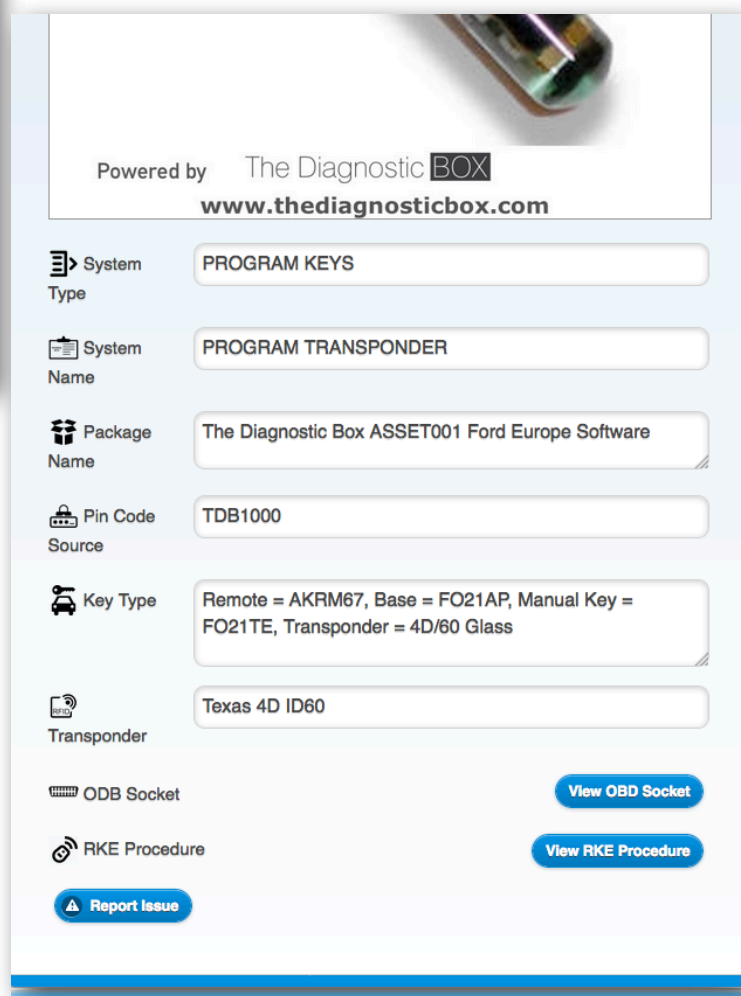 Powered by The Diagnostic BOX
www.thediagnosticbox.com
System Type
PROGRAM KEYS
System Name
PROGRAM TRANSPONDER
Package Name
The Diagnostic Box ASSET001 Ford Europe Software
Pin Code Source
TDB1000
Key Type
Remote = AKRM67, Base = FO21AP, Manual Key =
FO21TE, Transponder = 4D/60 Glass
RFID
Transponder
Texas 4D ID60
ODB Socket
View OBD Socket
RKE Procedure
View RKE Procedure
Report Issue